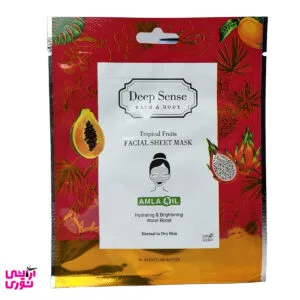 Deep Sense
BATH & BODY
Tropical Fruits
FACIAL SHEET MASK
AMLA OIL
Hydrating & Brightening
Water Boost
Normal to Dry Skin
آرایشی
نوری